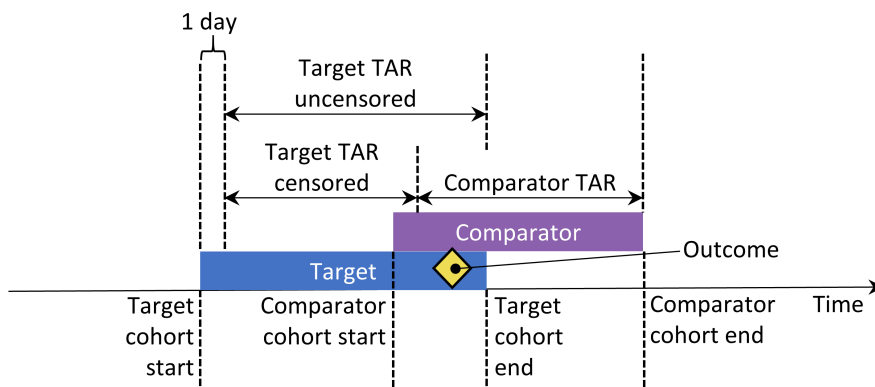 1 day
Target TAR
uncensored
Target TAR
censored
Comparator TAR
Comparator
Outcome
Target
Target
cohort
start
Comparator
cohort start
Target
cohort
end
Comparator
cohort end
Time